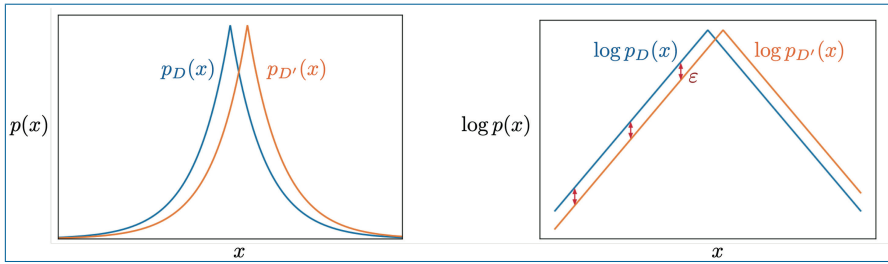 p_D(x)
p_{D'}(x)
p(x)
x
log p_D(x)
log p_{D'}(x)
ε
log p(x)
x